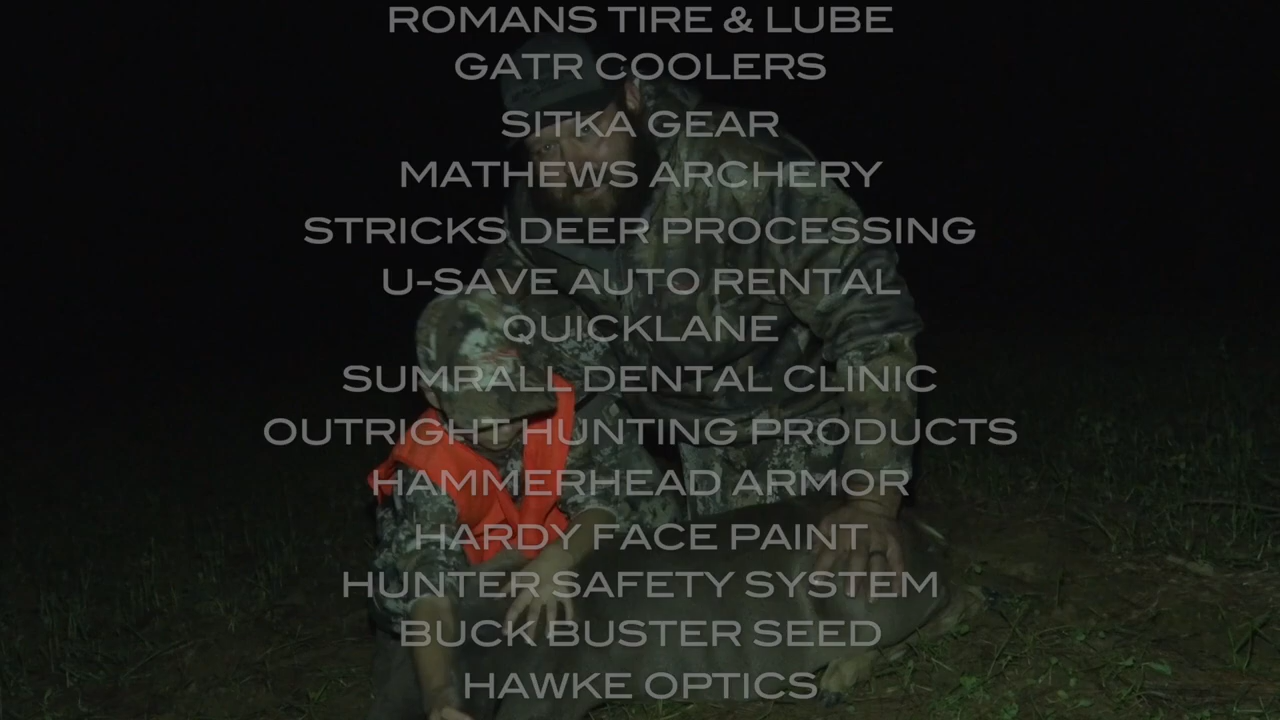 ROMANS TIRE & LUBE
GATR COOLERS
SITKA GEAR
MATHEWS ARCHERY
STRICKS DEER PROCESSING
U-SAVE AUTO RENTAL
QUICKLANE
SUMRALL DENTAL CLINIC
OUTRIGHT HUNTING PRODUCTS
HAMMERHEAD ARMOR
HARDY FACE PAINT
HUNTER SAFETY SYSTEM
BUCK BUSTER SEED
HAWKE OPTICS